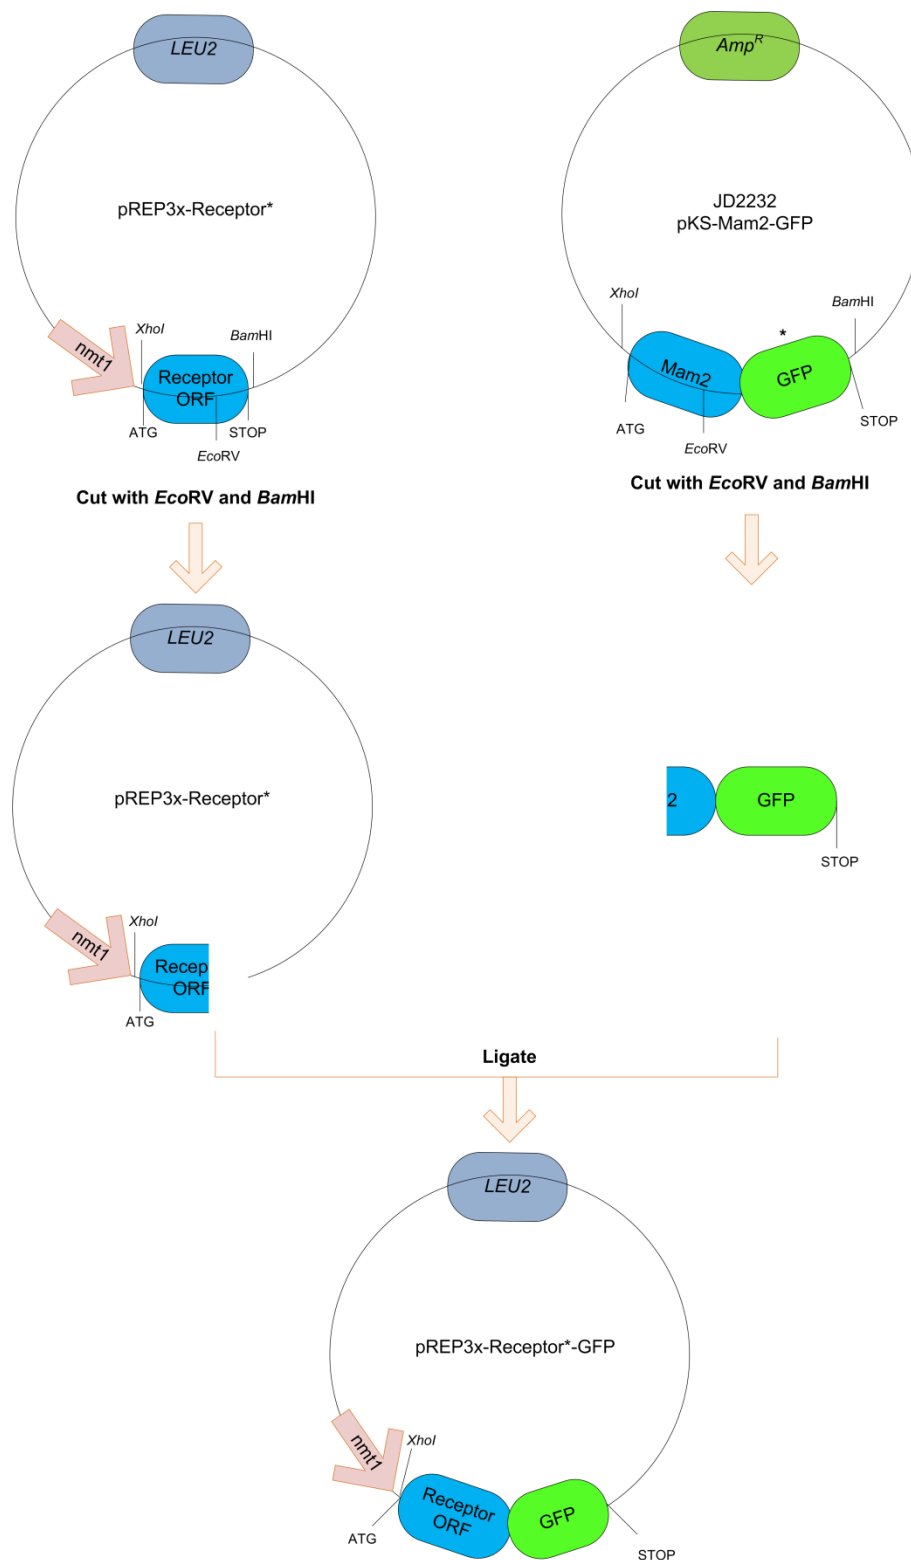 LEU2
pREP3x-Receptor*
nmt1
XhoI
BamHI
Receptor
ORF
ATG
STOP
EcoRV
Cut with EcoRV and BamHI
Amp^R
JD2232
pKS-Mam2-GFP
XhoI
BamHI
*
Mam2
GFP
ATG
STOP
EcoRV
Cut with EcoRV and BamHI
LEU2
pREP3x-Receptor*
nmt1
XhoI
Recep
ORF
ATG
2
GFP
STOP
Ligate
LEU2
pREP3x-Receptor*-GFP
nmt1
XhoI
Receptor
ORF
GFP
ATG
STOP